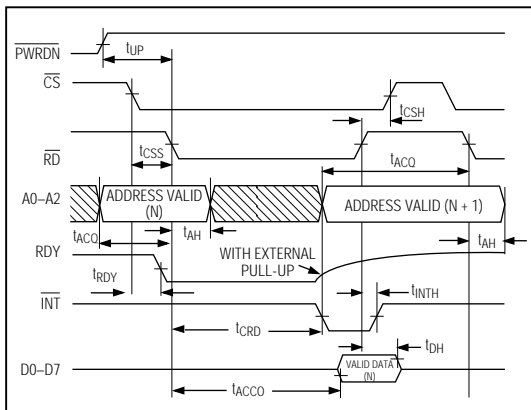 PWRDN
tUP
CS
tCSH
RD
tCSS
tACQ
A0–A2
ADDRESS VALID
(N)
ADDRESS VALID (N + 1)
tACQ
tAH
tAH
RDY
WITH EXTERNAL
PULL-UP
tRDY
tINTH
INT
tCRD
tDH
D0–D7
VALID DATA
(N)
tACCO